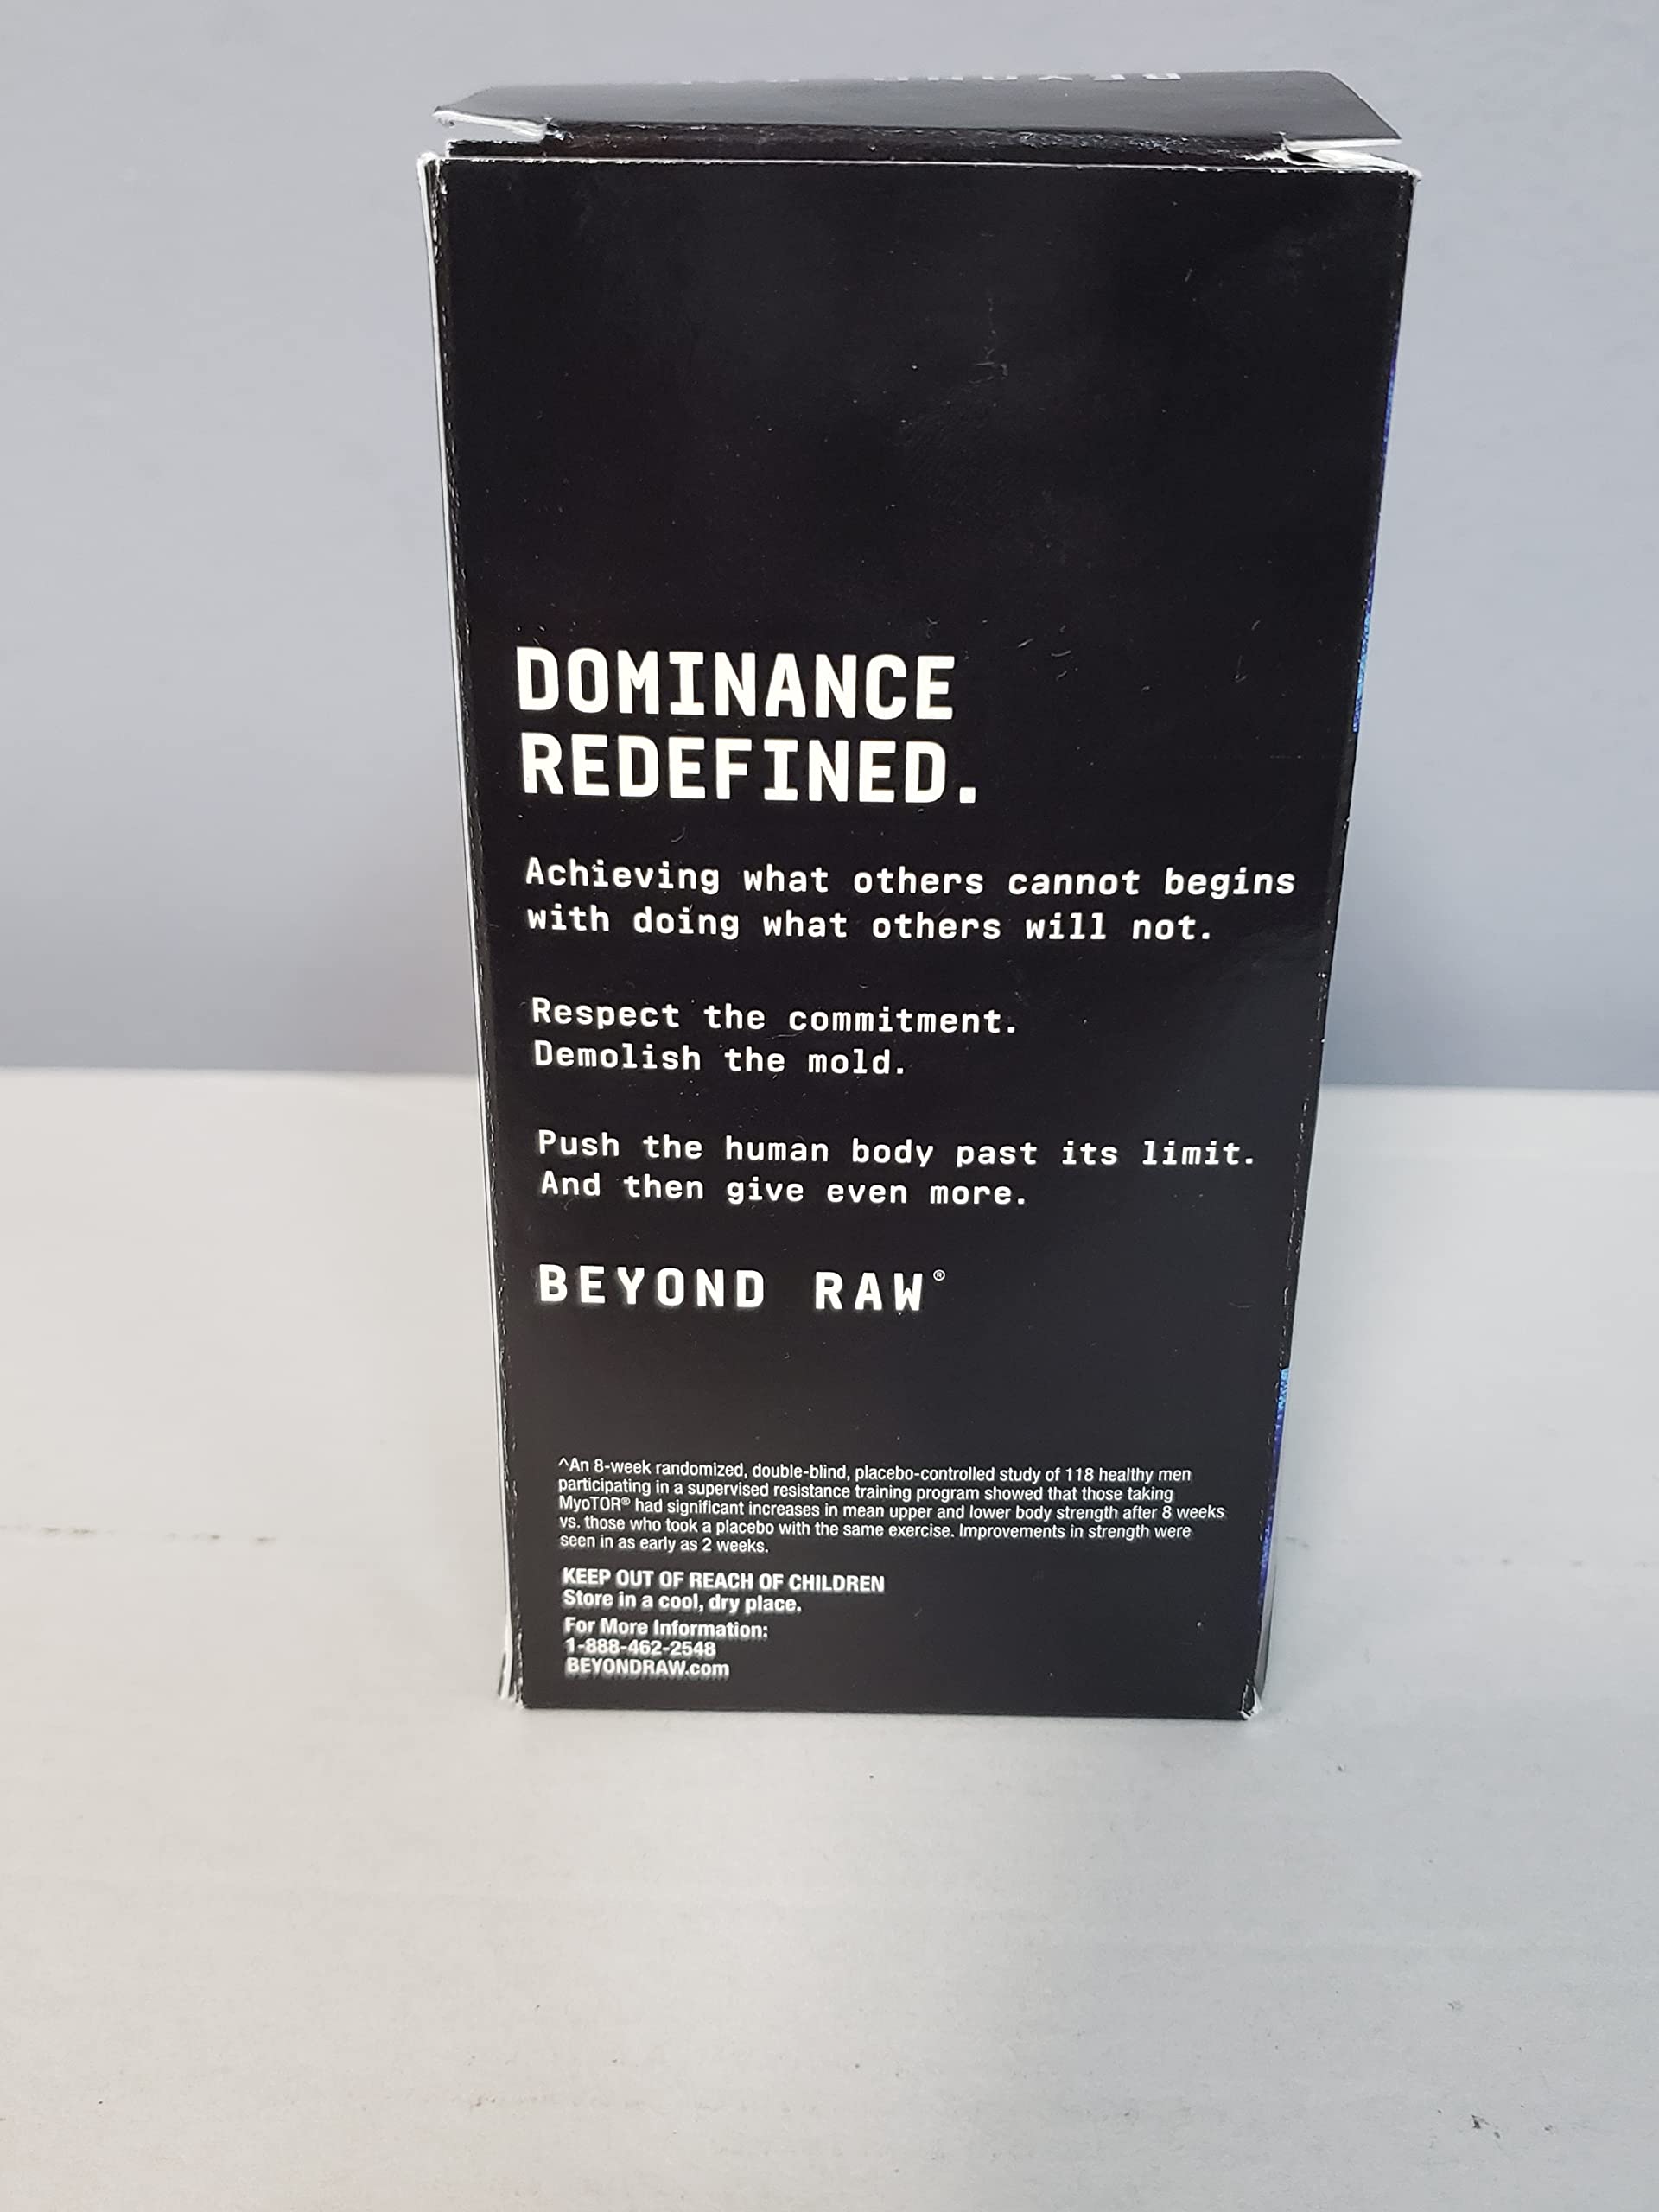 DOMINANCE
REDEFINED.
Achieving what others cannot begins
with doing what others will not.
Respect the commitment.
Demolish the mold.
Push the human body past its limit.
And then give even more.
BEYOND RAW®
^An 8-week randomized, double-blind, placebo-controlled study of 118 healthy men
participating in a supervised resistance training program showed that those taking
MyoTOR® had significant increases in mean upper and lower body strength after 8 weeks
vs. those who took a placebo with the same exercise. Improvements in strength were
seen in as early as 2 weeks.
KEEP OUT OF REACH OF CHILDREN
Store in a cool, dry place.
For More Information:
1-888-462-2548
BEYONDRAW.com